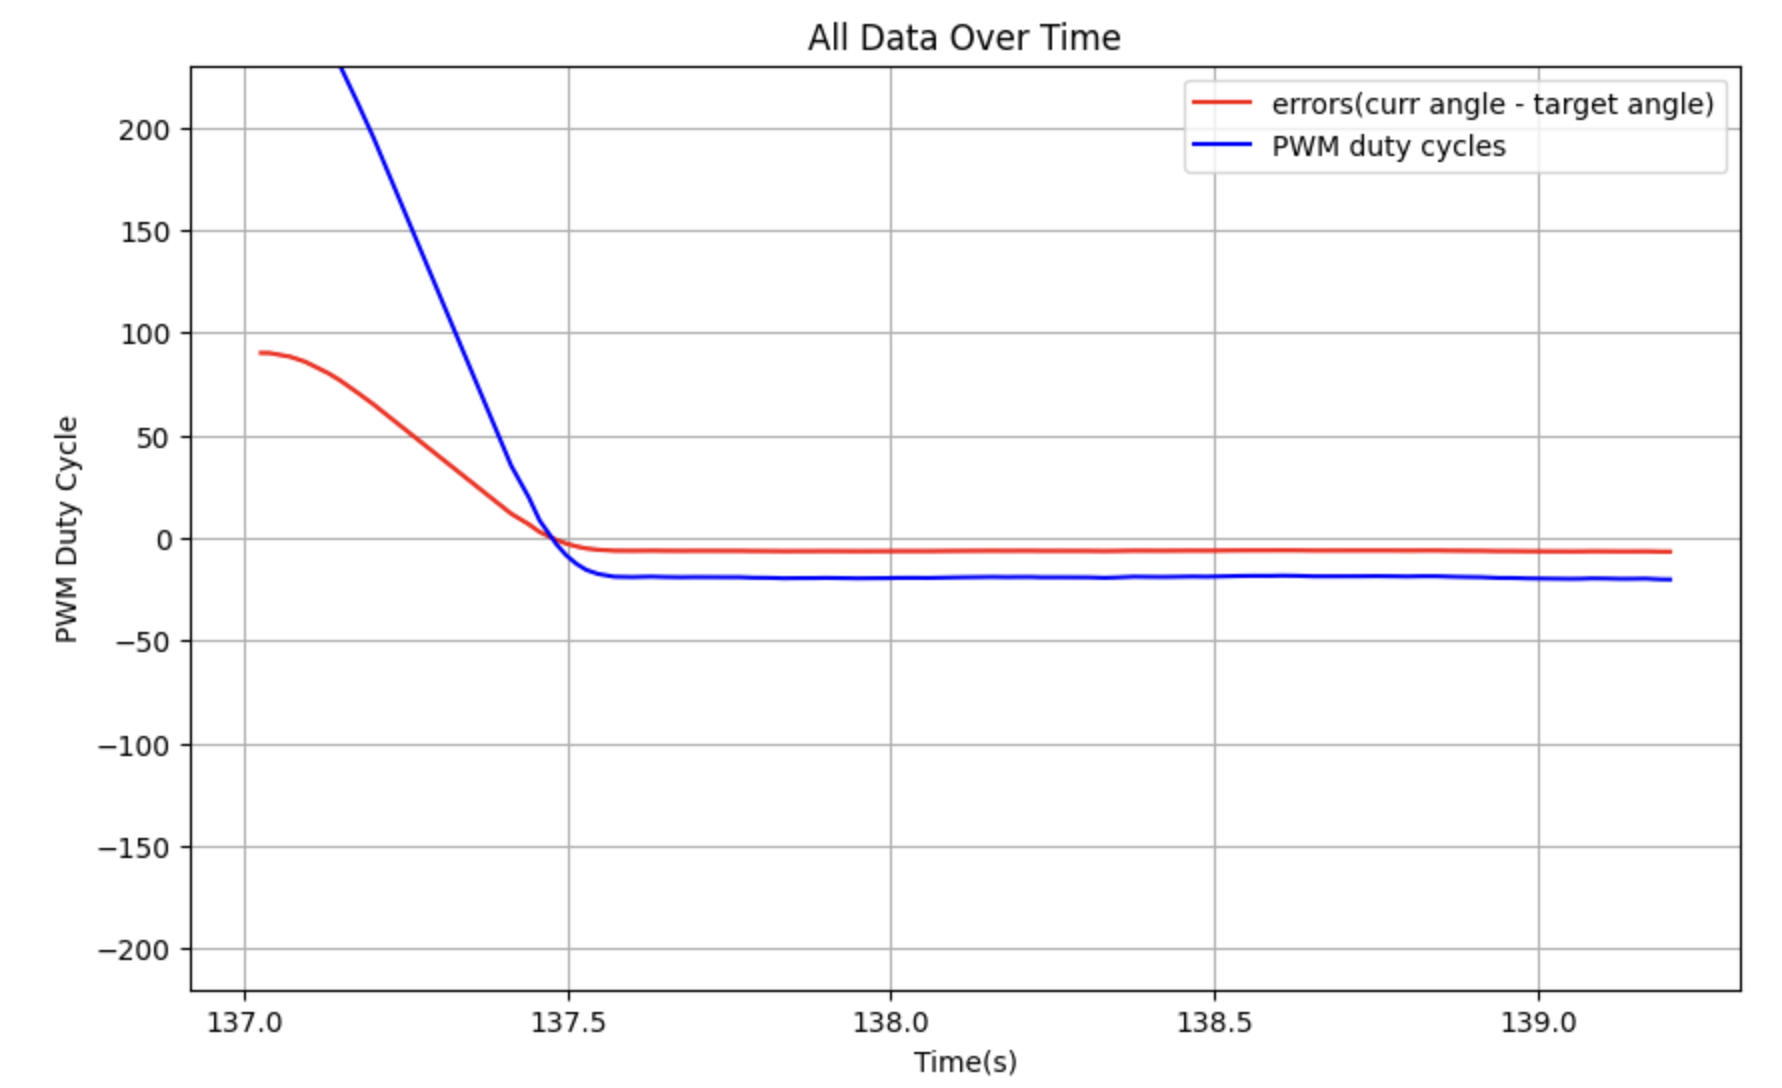 All Data Over Time
errors(curr angle - target angle)
PWM duty cycles
PWM Duty Cycle
200
150
100
50
0
−50
−100
−150
−200
137.0
137.5
138.0
138.5
139.0
Time(s)